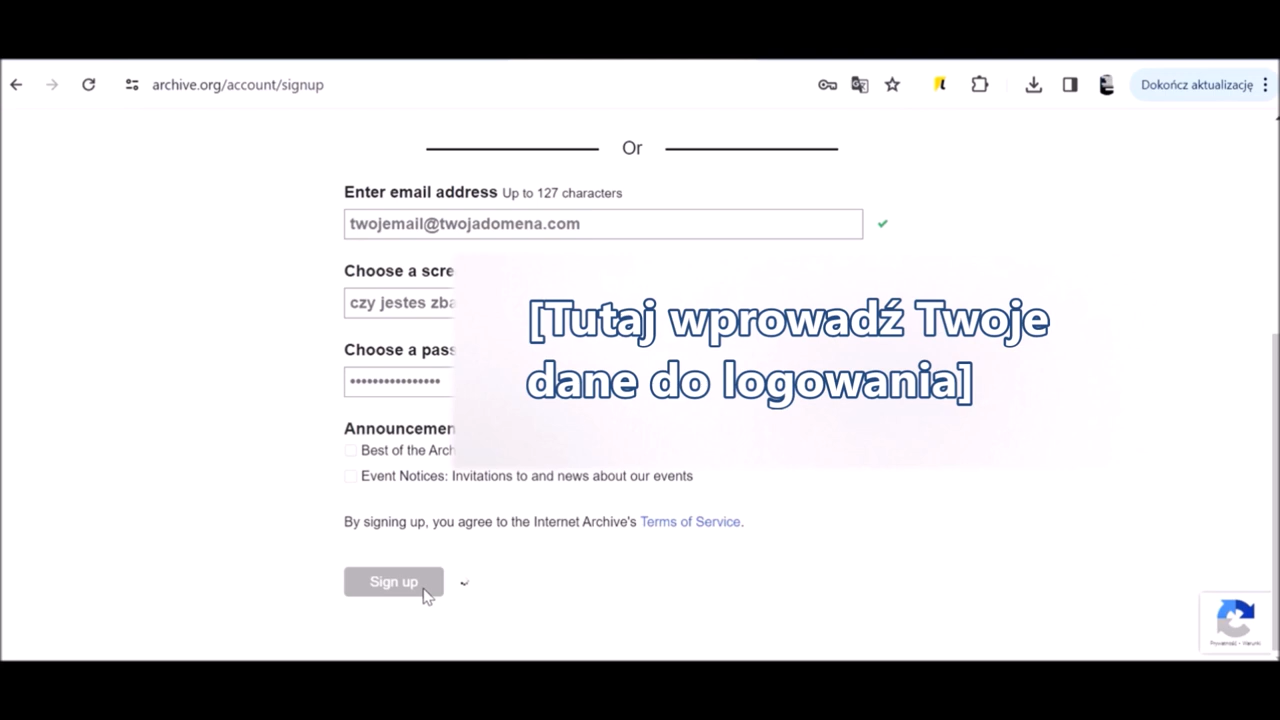 archive.org/account/signup
Dokończ aktualizację
Or
Enter email address Up to 127 characters
twojemail@twojadomena.com
Choose a scre
czy jestes zba
[Tutaj wprowadź Twoje
dane do logowania]
Choose a pass
••••••••••••••••
Announcemen
Best of the Arch
Event Notices: Invitations to and news about our events
By signing up, you agree to the Internet Archive's Terms of Service.
Sign up
Prywatność - Warunki